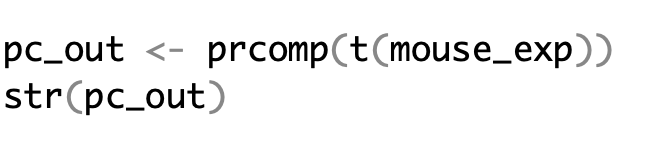 pc_out <- prcomp(t(mouse_exp))
str(pc_out)